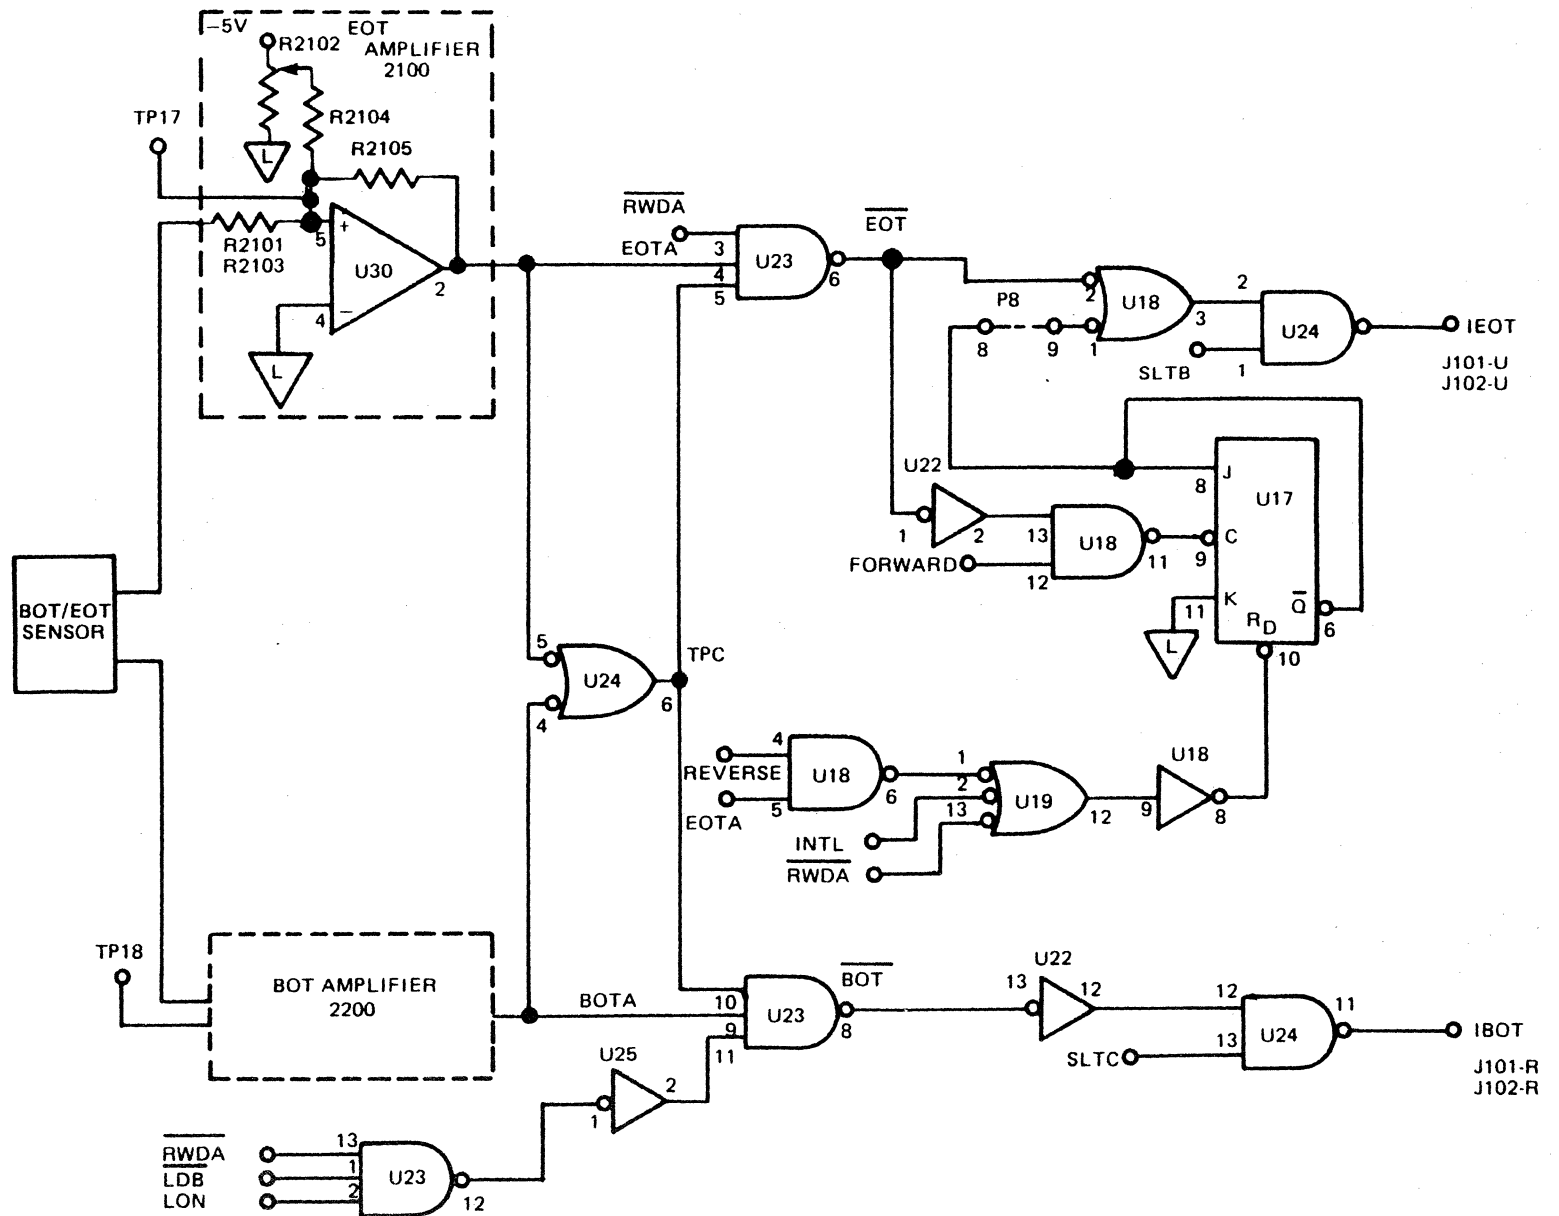 −5V
EOT
AMPLIFIER
2100
R2102
R2104
R2105
TP17
L
R2101
R2103
5
+
U30
2
4
−
L
RWDA
EOTA
3
4
5
U23
6
EOT
P8
8
9
2
1
U18
3
2
SLTB
1
U24
IEOT
J101-U
J102-U
U22
1
2
13
12
FORWARD
U18
11
J
8
U17
C
9
K
11
L
RD
Q
6
10
BOT/EOT
SENSOR
5
4
U24
6
TPC
4
REVERSE
5
EOTA
U18
6
1
2
13
INTL
RWDA
U19
12
U18
9
8
TP18
BOT AMPLIFIER
2200
BOTA
10
9
11
U23
8
BOT
U22
13
12
12
13
SLTC
U24
11
IBOT
J101-R
J102-R
U25
1
2
RWDA
LDB
LON
13
1
2
U23
12